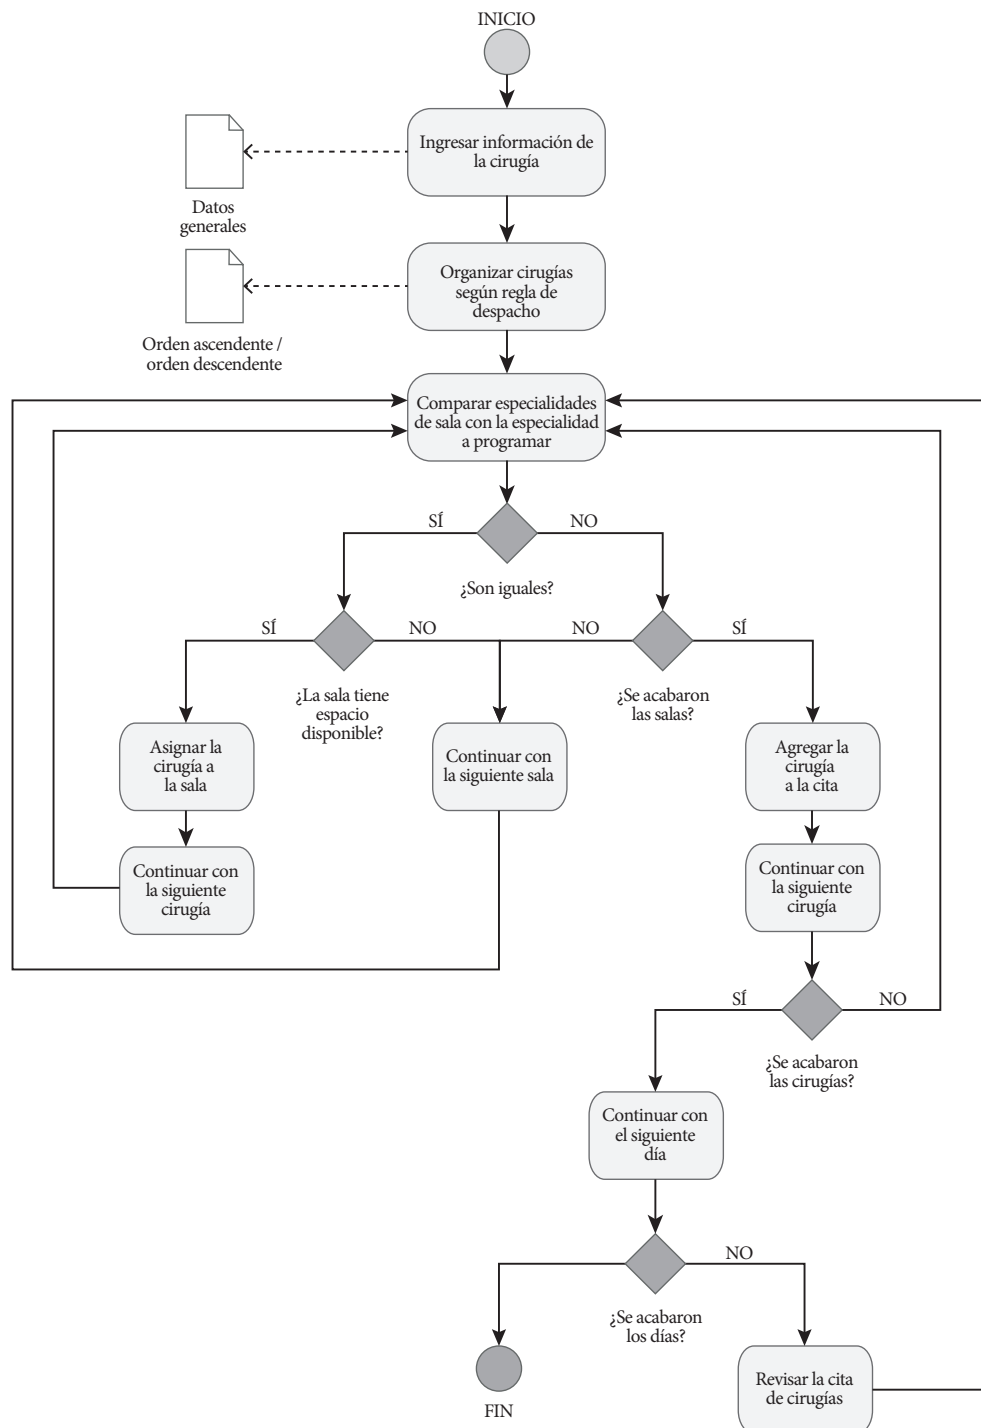 INICIO
Ingresar información de
la cirugía
Datos
generales
Organizar cirugías
según regla de
despacho
Orden ascendente /
orden descendente
Comparar especialidades
de sala con la especialidad
a programar
SÍ
NO
¿Son iguales?
SÍ
NO
NO
SÍ
¿La sala tiene
espacio
disponible?
¿Se acabaron
las salas?
Asignar la
cirugía a
la sala
Continuar con
la siguiente sala
Agregar la
cirugía
a la cita
Continuar con
la siguiente
cirugía
Continuar con
la siguiente
cirugía
SÍ
NO
¿Se acabaron
las cirugías?
Continuar con
el siguiente
día
NO
¿Se acabaron
los días?
Revisar la cita
de cirugías
FIN